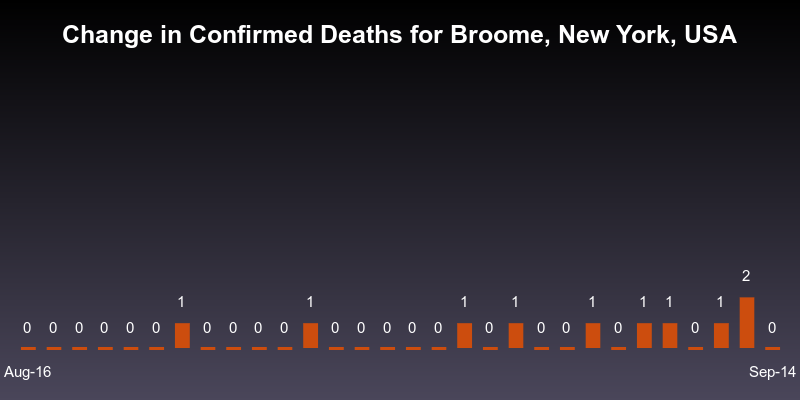 Change in Confirmed Deaths for Broome, New York, USA
2
1 1 1 1 1 1 1 1
0 0 0 0 0 0 0 0 0 0 0 0 0 0 0 0 0 0 0 0 0
Aug-16 Sep-14